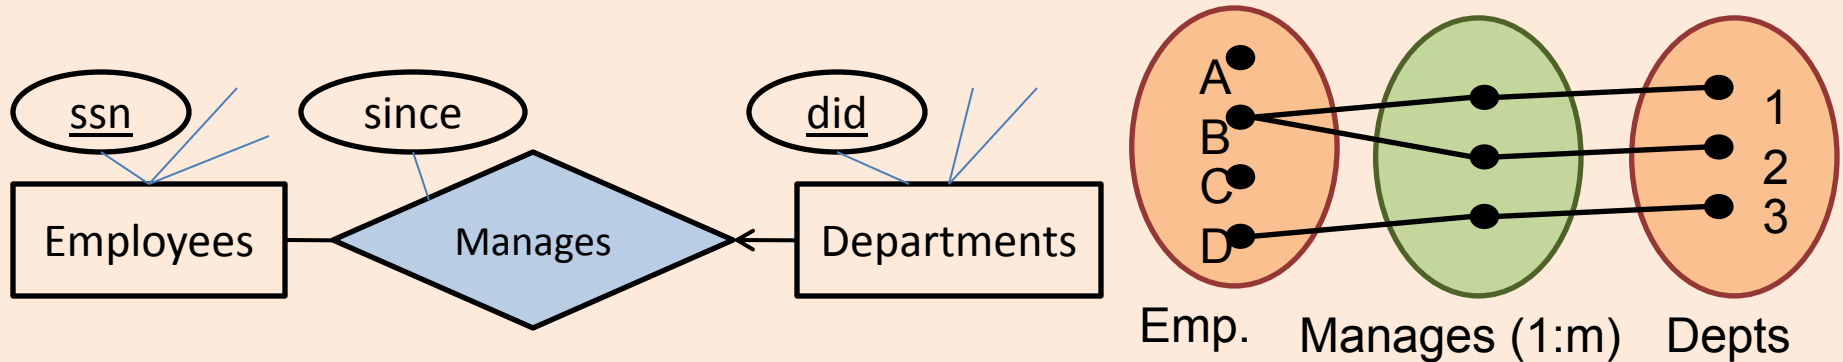 ssn
since
did
Employees
Manages
Departments
A
B
C
D
1
2
3
Emp.
Manages (1:m)
Depts